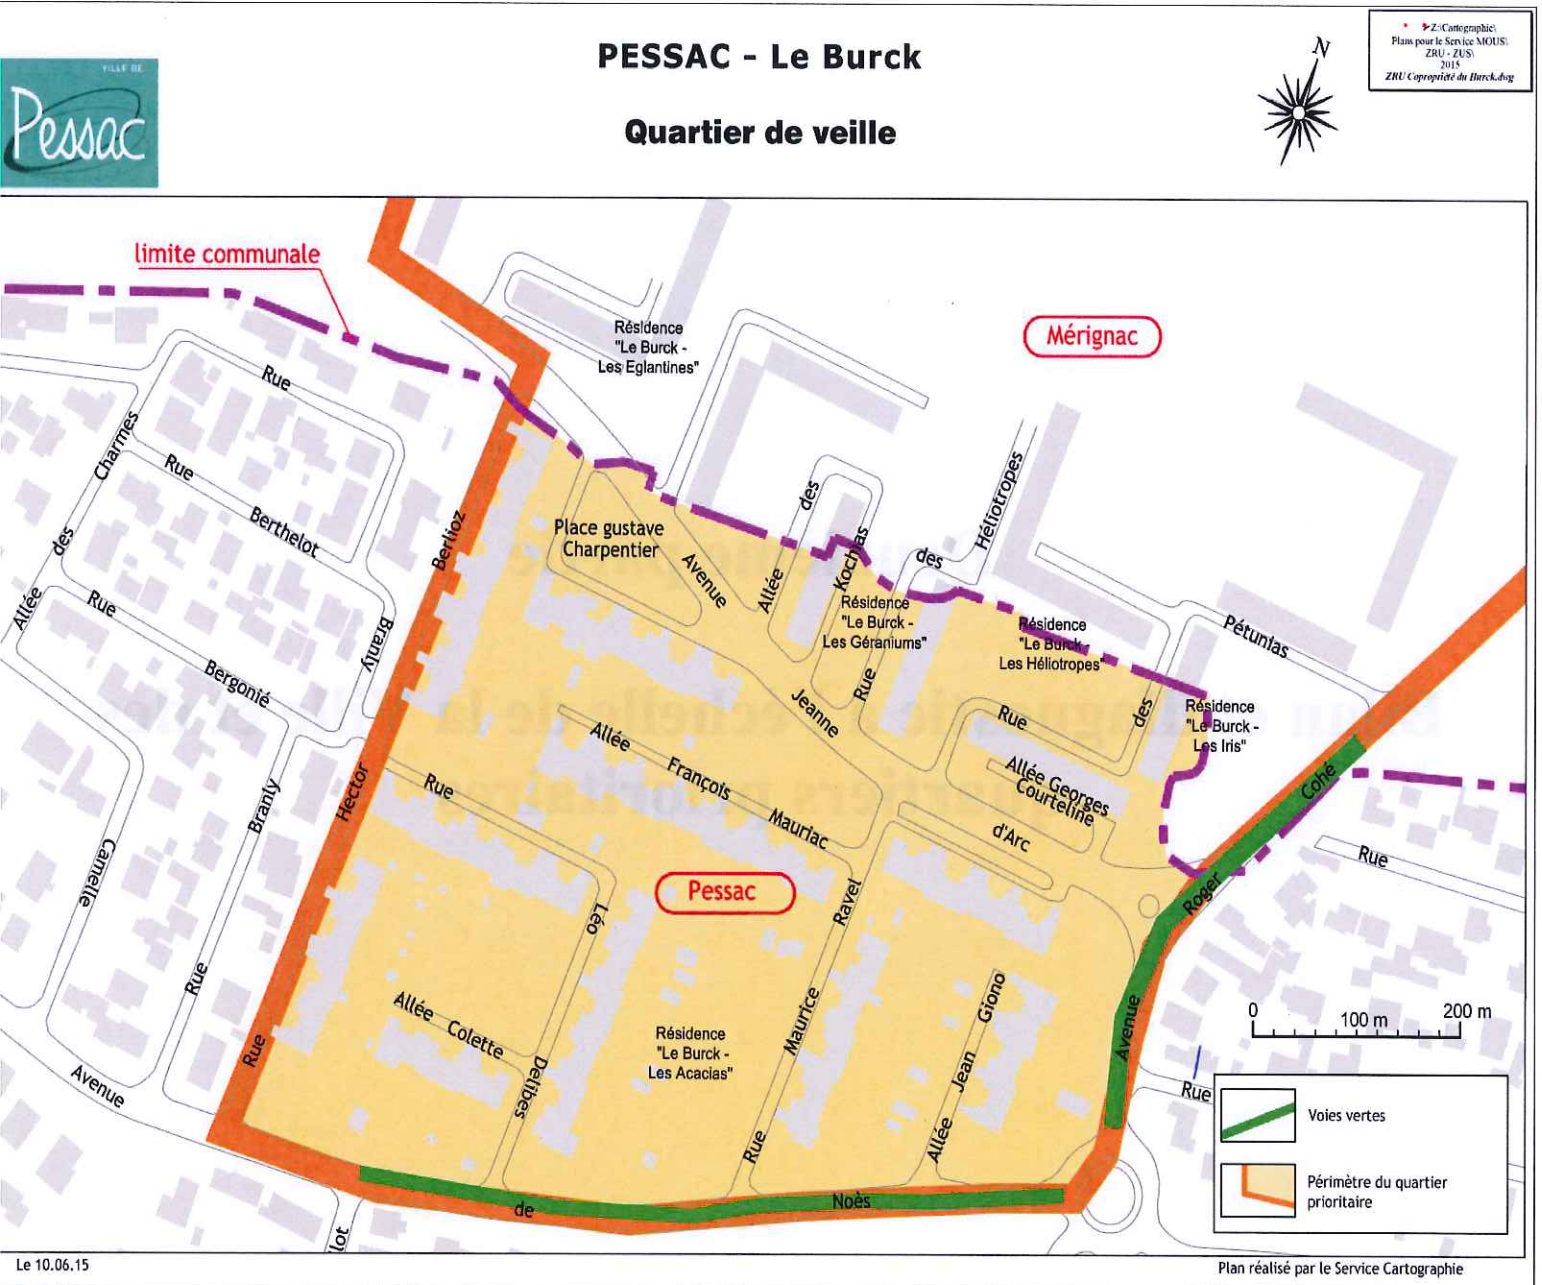 PESSAC - Le Burck
Quartier de veille
VILLE DE
Pessac
N
Z:\Cartographie\
Plans pour le Service MOUS\
ZRU - ZUS\
2015
ZRU Copropriété du Burck.dwg
limite communale
Mérignac
Résidence
"Le Burck -
Les Eglantines"
Rue
Charmes
des
Allée
Rue
Berthelot
Rue
Bergonié
Branly
Berlioz
Hector
Rue
Place gustave
Charpentier
Avenue
Jeanne
d'Arc
Allée
des
Kochias
Résidence
"Le Burck -
Les Géraniums"
Rue
des
Héliotropes
Résidence
"Le Burck -
Les Héliotropes"
Rue
des
Pétunias
Résidence
"Le Burck -
Les Iris"
Allée Georges
Courteline
Allée
François
Mauriac
Rue
Léo
Delibes
Pessac
Branly
Rue
Camelle
Avenue
Allée Colette
Résidence
"Le Burck -
Les Acacias"
Ravel
Maurice
Rue
Giono
Jean
Allée
Cohé
Roger
Avenue
Rue
Rue
de
Noès
lot
0
100 m
200 m
Voies vertes
Périmètre du quartier
prioritaire
Le 10.06.15
Plan réalisé par le Service Cartographie